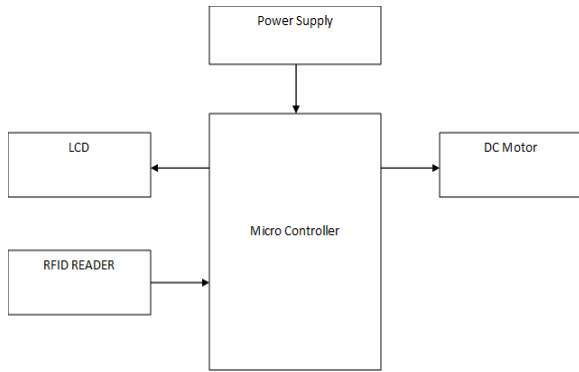 Power Supply
LCD
DC Motor
Micro Controller
RFID READER